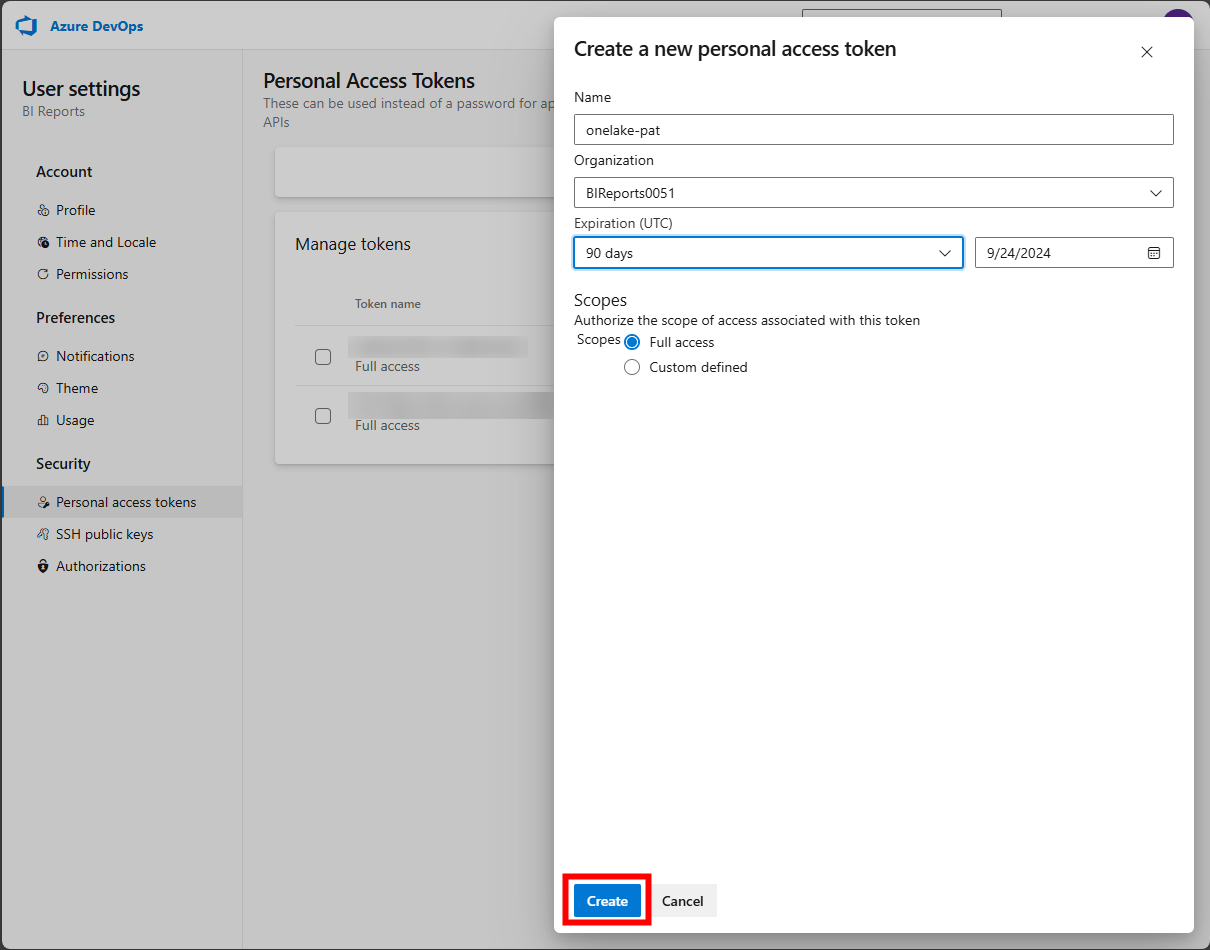 Azure DevOps
User settings
BI Reports
Account
Profile
Time and Locale
Permissions
Preferences
Notifications
Theme
Usage
Security
Personal access tokens
SSH public keys
Authorizations
Personal Access Tokens
These can be used instead of a password for ap
APIs
Manage tokens
Token name
Full access
Full access
Create a new personal access token
Name
onelake-pat
Organization
BIReports0051
Expiration (UTC)
90 days
9/24/2024
Scopes
Authorize the scope of access associated with this token
Scopes
Full access
Custom defined
Create
Cancel